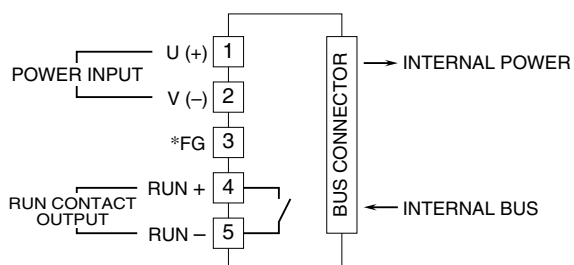 U (+) 1
POWER INPUT
V (–) 2
*FG 3
RUN + 4
RUN CONTACT
OUTPUT
RUN – 5
BUS CONNECTOR
INTERNAL POWER
INTERNAL BUS